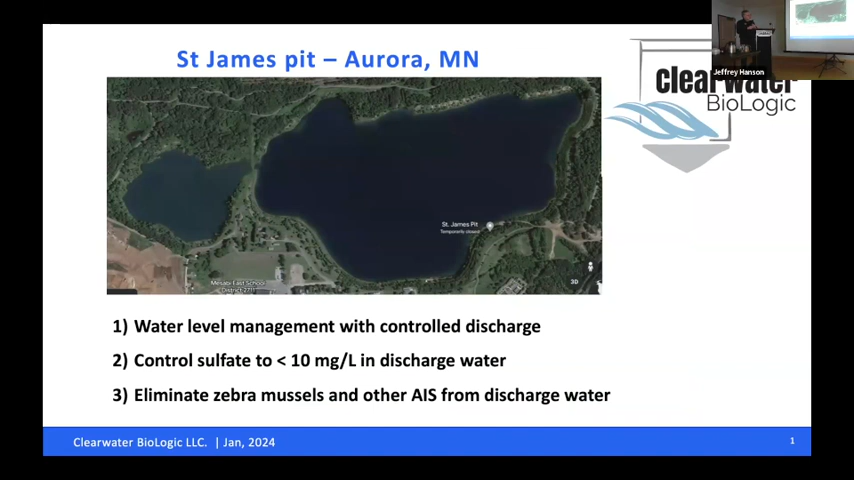 St James pit – Aurora, MN
Jeffrey Hanson
clearwater
BioLogic
St. James Pit
Temporarily closed
Mesabi East School
District 2711
3D
1) Water level management with controlled discharge
2) Control sulfate to < 10 mg/L in discharge water
3) Eliminate zebra mussels and other AIS from discharge water
Clearwater BioLogic LLC. | Jan, 2024
1